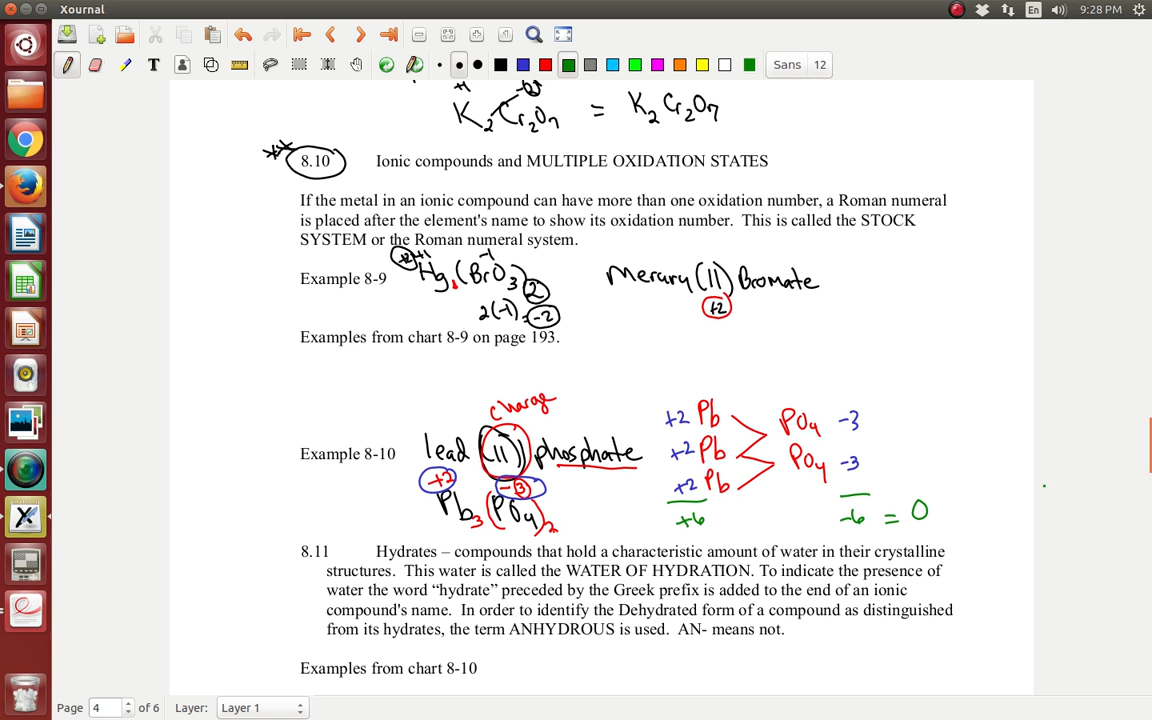 Xournal
En 9:28 PM
Sans 12
K2Cr2O7 = K2Cr2O7
8.10 Ionic compounds and MULTIPLE OXIDATION STATES
If the metal in an ionic compound can have more than one oxidation number, a Roman numeral
is placed after the element's name to show its oxidation number. This is called the STOCK
SYSTEM or the Roman numeral system.
+2 +1 -1
Example 8-9 Hg1(BrO3)2 Mercury (II) Bromate
2(-1) = -2 +2
Examples from chart 8-9 on page 193.
charge
+2 Pb PO4 -3
Example 8-10 lead (II) phosphate +2 Pb PO4 -3
+2 -3 +2 Pb
Pb3(PO4)2 +6 -6 = 0
8.11 Hydrates – compounds that hold a characteristic amount of water in their crystalline
structures. This water is called the WATER OF HYDRATION. To indicate the presence of
water the word “hydrate” preceded by the Greek prefix is added to the end of an ionic
compound's name. In order to identify the Dehydrated form of a compound as distinguished
from its hydrates, the term ANHYDROUS is used. AN- means not.
Examples from chart 8-10
Page 4 of 6 Layer: Layer 1